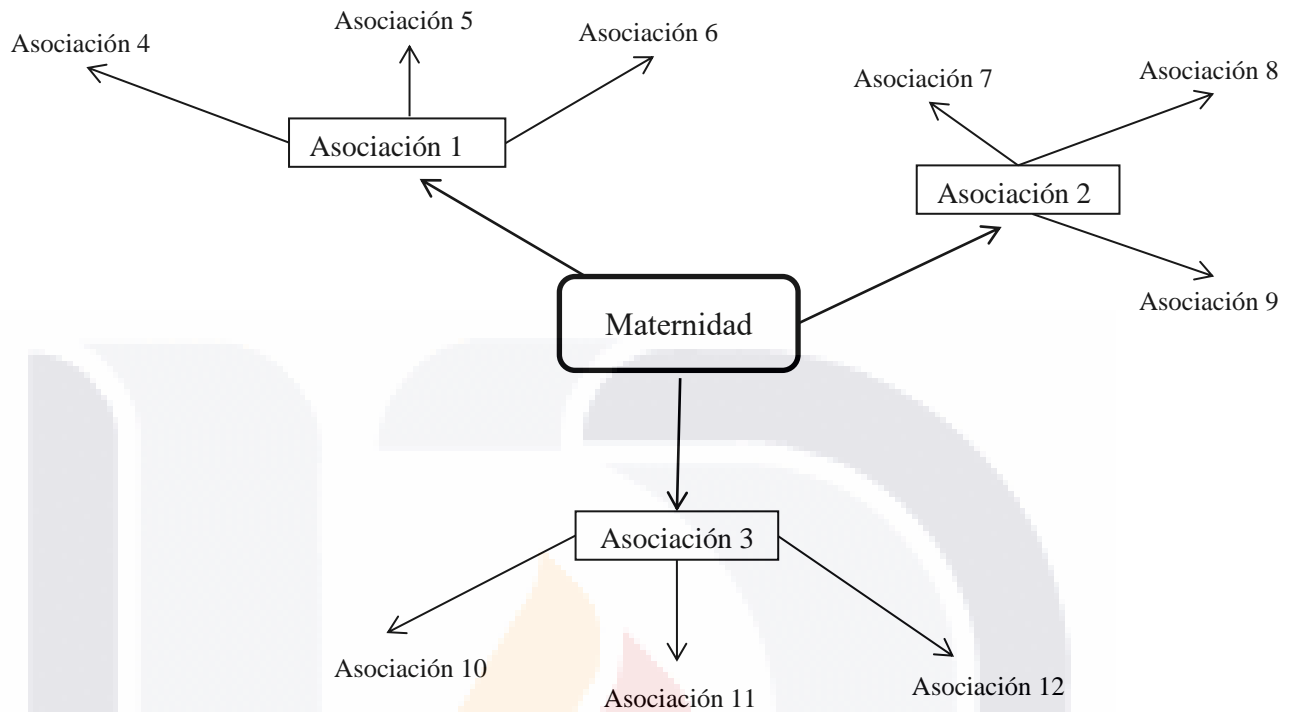 Asociación 5
Asociación 6
Asociación 4
Asociación 8
Asociación 7
Asociación 1
Asociación 2
Asociación 9
Maternidad
Asociación 3
Asociación 10
Asociación 12
Asociación 11